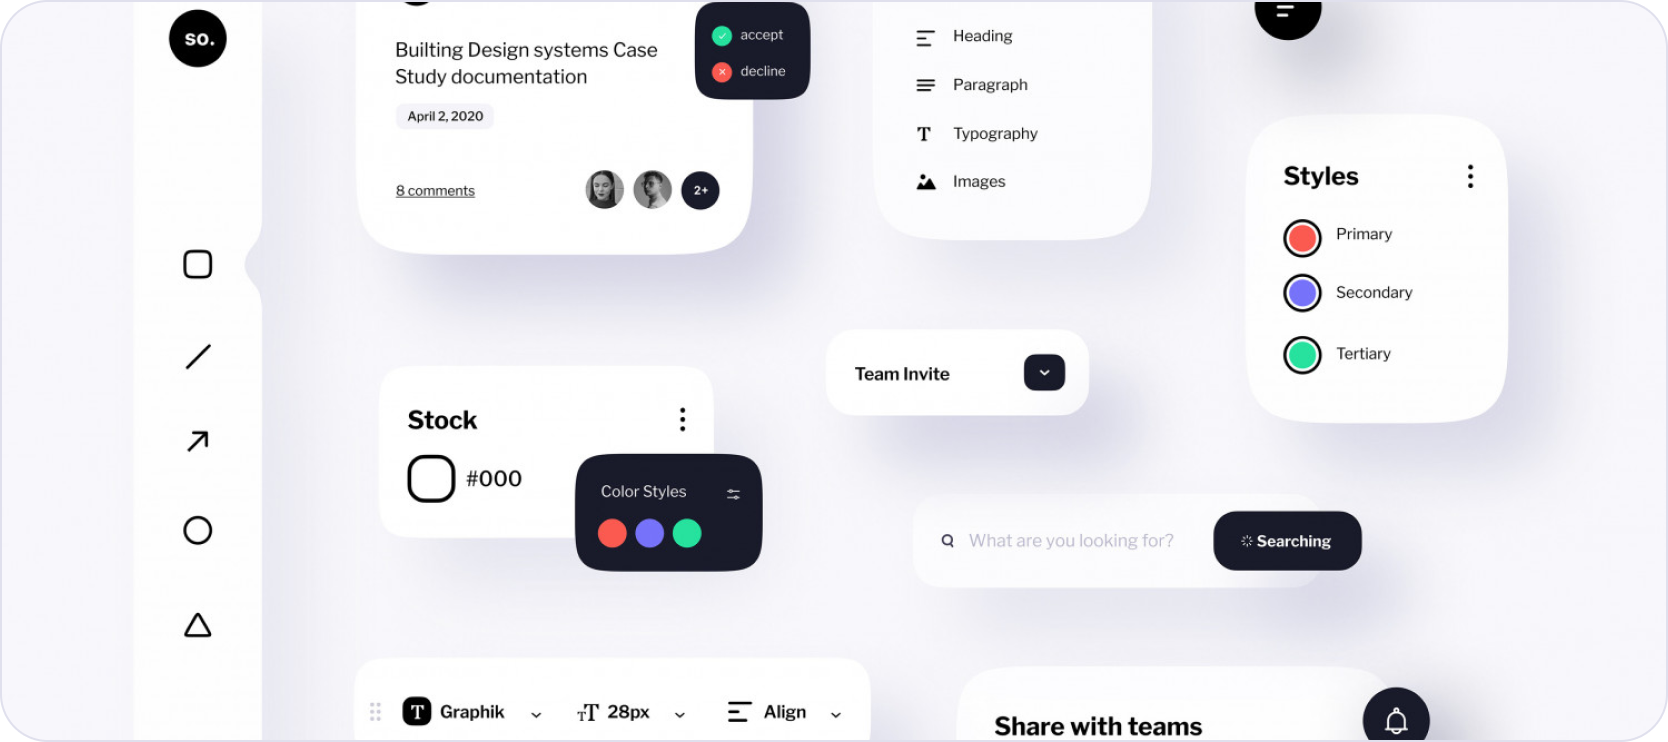 so.
Builting Design systems Case
Study documentation
April 2, 2020
8 comments
2+
accept
decline
Heading
Paragraph
T Typography
Images
Styles
Primary
Secondary
Tertiary
Team Invite
Stock
#000
Color Styles
What are you looking for?
Searching
T Graphik
TT 28px
Align
Share with teams